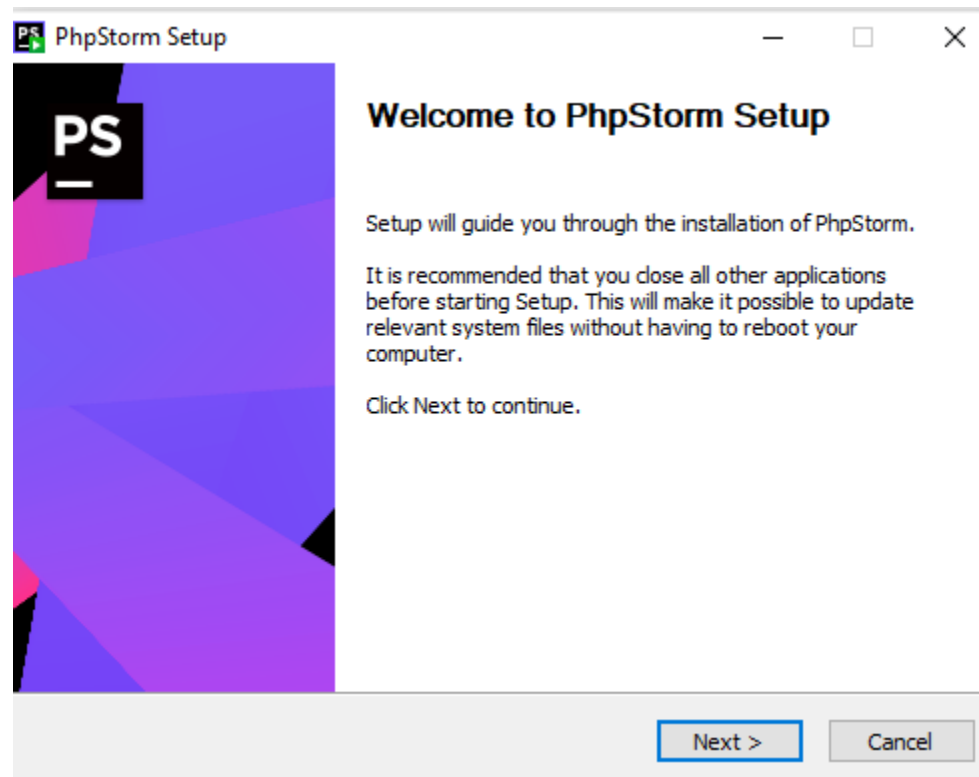 PhpStorm Setup
PS
Welcome to PhpStorm Setup
Setup will guide you through the installation of PhpStorm.
It is recommended that you close all other applications
before starting Setup. This will make it possible to update
relevant system files without having to reboot your
computer.
Click Next to continue.
Next >
Cancel